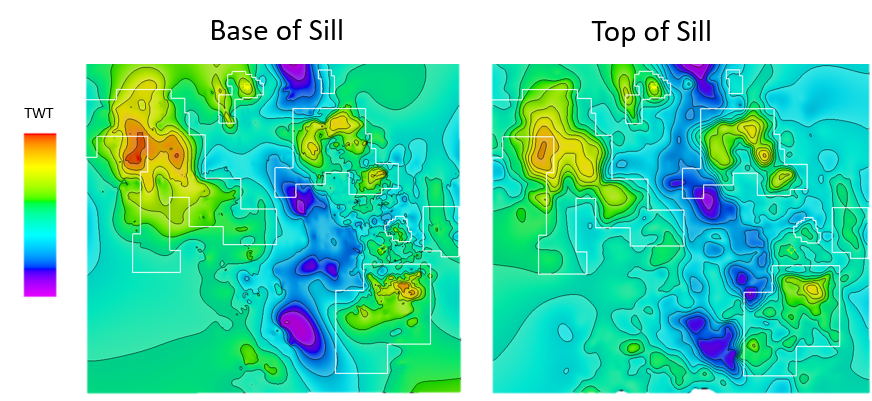 Base of Sill
Top of Sill
TWT